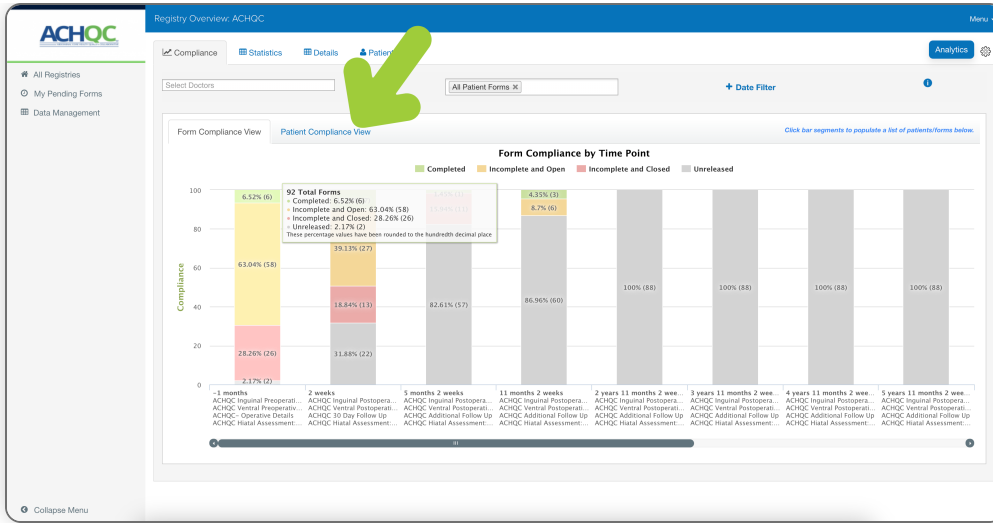 ACHQC
Registry Overview: ACHQC
Menu
Compliance
Statistics
Details
Patient
Analytics
All Registries
My Pending Forms
Data Management
Select Doctors
All Patient Forms ×
+ Date Filter
Form Compliance View
Patient Compliance View
Click bar segments to populate a list of patients/forms below.
Form Compliance by Time Point
Completed
Incomplete and Open
Incomplete and Closed
Unreleased
Compliance
100
80
60
40
20
0
6.52% (6)
63.04% (58)
28.26% (26)
2.17% (2)
92 Total Forms
Completed: 6.52% (6)
Incomplete and Open: 63.04% (58)
Incomplete and Closed: 28.26% (26)
Unreleased: 2.17% (2)
These percentage values have been rounded to the hundredth decimal place
39.13% (27)
18.84% (13)
31.88% (22)
82.61% (57)
4.35% (3)
8.7% (6)
86.96% (60)
100% (88)
100% (88)
100% (88)
100% (88)
-1 months
ACHQC Inguinal Preoperati...
ACHQC Ventral Preoperativ...
ACHQC- Operative Details
ACHQC Hiatal Assessment:...
2 weeks
ACHQC Inguinal Postopera...
ACHQC Ventral Postoperati...
ACHQC 30 Day Follow Up
ACHQC Hiatal Assessment:...
5 months 2 weeks
ACHQC Inguinal Postopera...
ACHQC Ventral Postoperati...
ACHQC Additional Follow Up
ACHQC Hiatal Assessment:...
11 months 2 weeks
ACHQC Inguinal Postopera...
ACHQC Ventral Postoperati...
ACHQC Additional Follow Up
ACHQC Hiatal Assessment:...
2 years 11 months 2 wee...
ACHQC Inguinal Postopera...
ACHQC Ventral Postoperati...
ACHQC Additional Follow Up
ACHQC Hiatal Assessment:...
3 years 11 months 2 wee...
ACHQC Inguinal Postopera...
ACHQC Ventral Postoperati...
ACHQC Additional Follow Up
ACHQC Hiatal Assessment:...
4 years 11 months 2 wee...
ACHQC Inguinal Postopera...
ACHQC Ventral Postoperati...
ACHQC Additional Follow Up
ACHQC Hiatal Assessment:...
5 years 11 months 2 wee...
ACHQC Inguinal Postopera...
ACHQC Ventral Postoperati...
ACHQC Additional Follow Up
ACHQC Hiatal Assessment:...
Collapse Menu